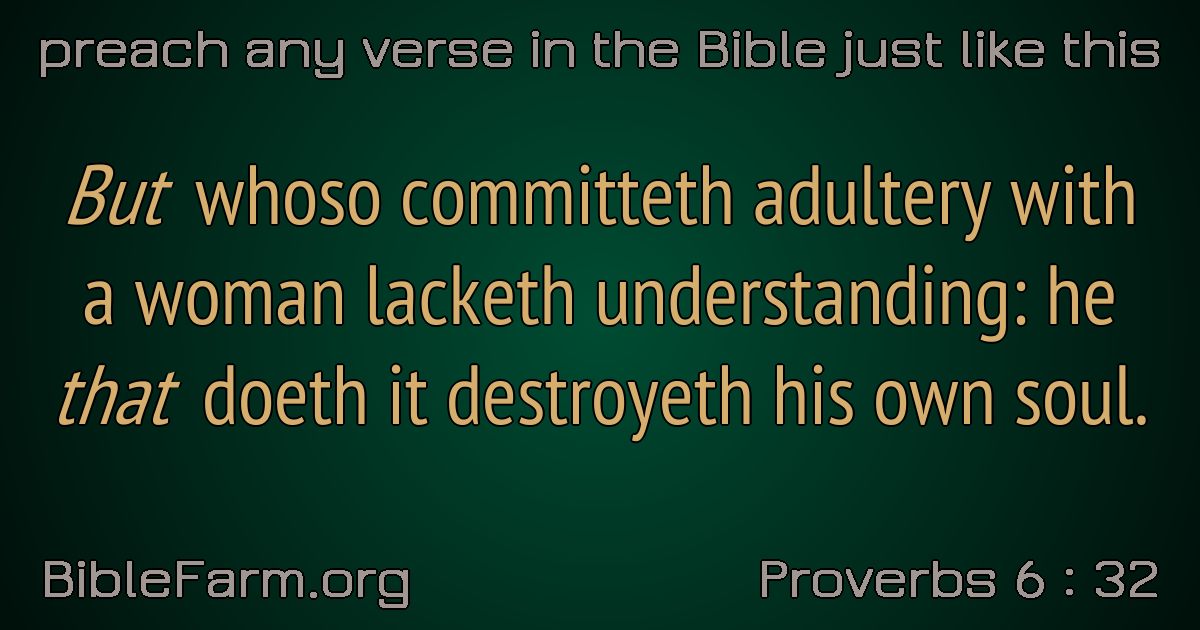 preach any verse in the Bible just like this
But whoso committeth adultery with
a woman lacketh understanding: he
that doeth it destroyeth his own soul.
BibleFarm.org
Proverbs 6 : 32